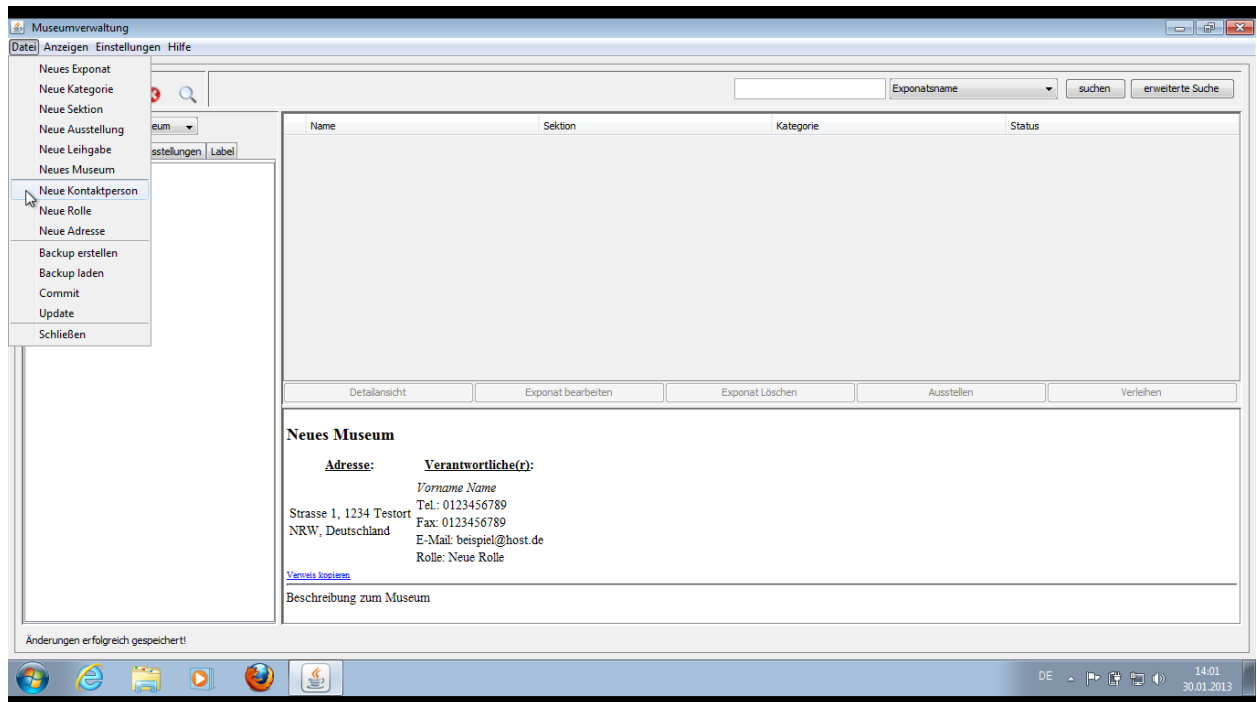 Museumverwaltung
Datei Anzeigen Einstellungen Hilfe
Neues Exponat
Neue Kategorie
Neue Sektion
Neue Ausstellung
Neue Leihgabe
Neues Museum
Neue Kontaktperson
Neue Rolle
Neue Adresse
Backup erstellen
Backup laden
Commit
Update
Schließen
Exponatsname suchen erweiterte Suche
eum
sstellungen Label
Name Sektion Kategorie Status
Detailansicht Exponat bearbeiten Exponat Löschen Ausstellen Verleihen
Neues Museum
Adresse: Verantwortliche(r):
Strasse 1, 1234 Testort
NRW, Deutschland
Vorname Name
Tel.: 0123456789
Fax: 0123456789
E-Mail: beispiel@host.de
Rolle: Neue Rolle
Verweis kopieren
Beschreibung zum Museum
Änderungen erfolgreich gespeichert!
DE
14:01
30.01.2013